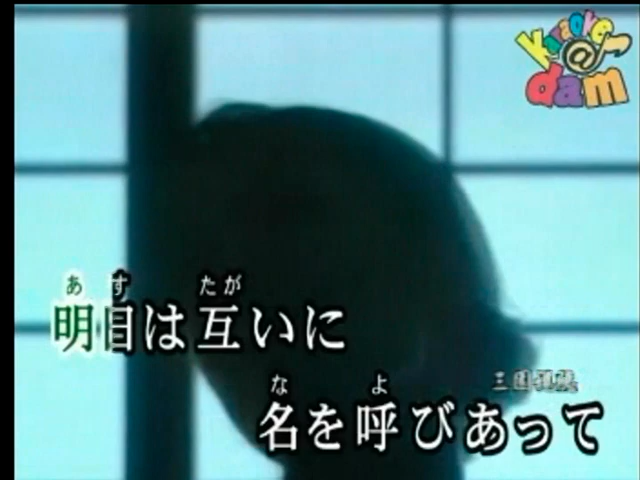 karaoke
@
dam
あす たが
明日は互いに
な よ
名を呼びあって